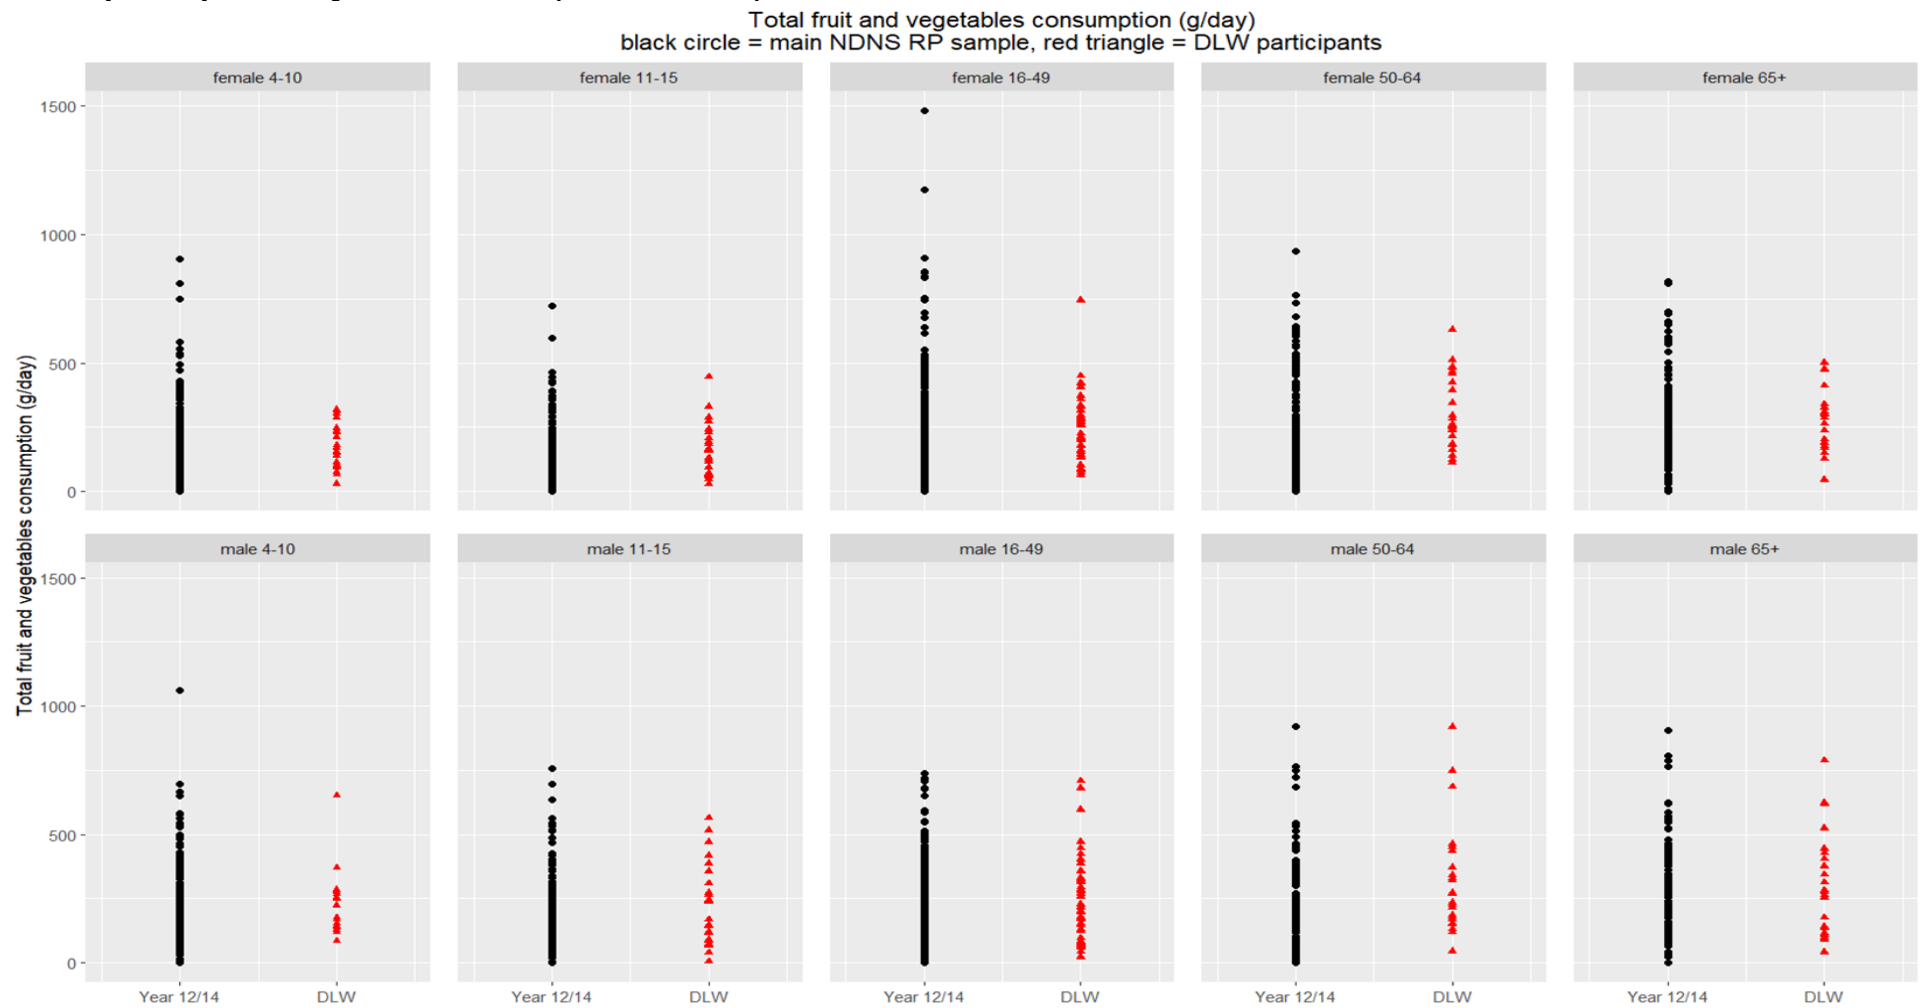 Total fruit and vegetables consumption (g/day)
black circle = main NDNS RP sample, red triangle = DLW participants
female 4-10
female 11-15
female 16-49
female 50-64
female 65+
1500
1000
500
0
Total fruit and vegetables consumption (g/day)
male 4-10
male 11-15
male 16-49
male 50-64
male 65+
1500
1000
500
0
Year 12/14
DLW
Year 12/14
DLW
Year 12/14
DLW
Year 12/14
DLW
Year 12/14
DLW